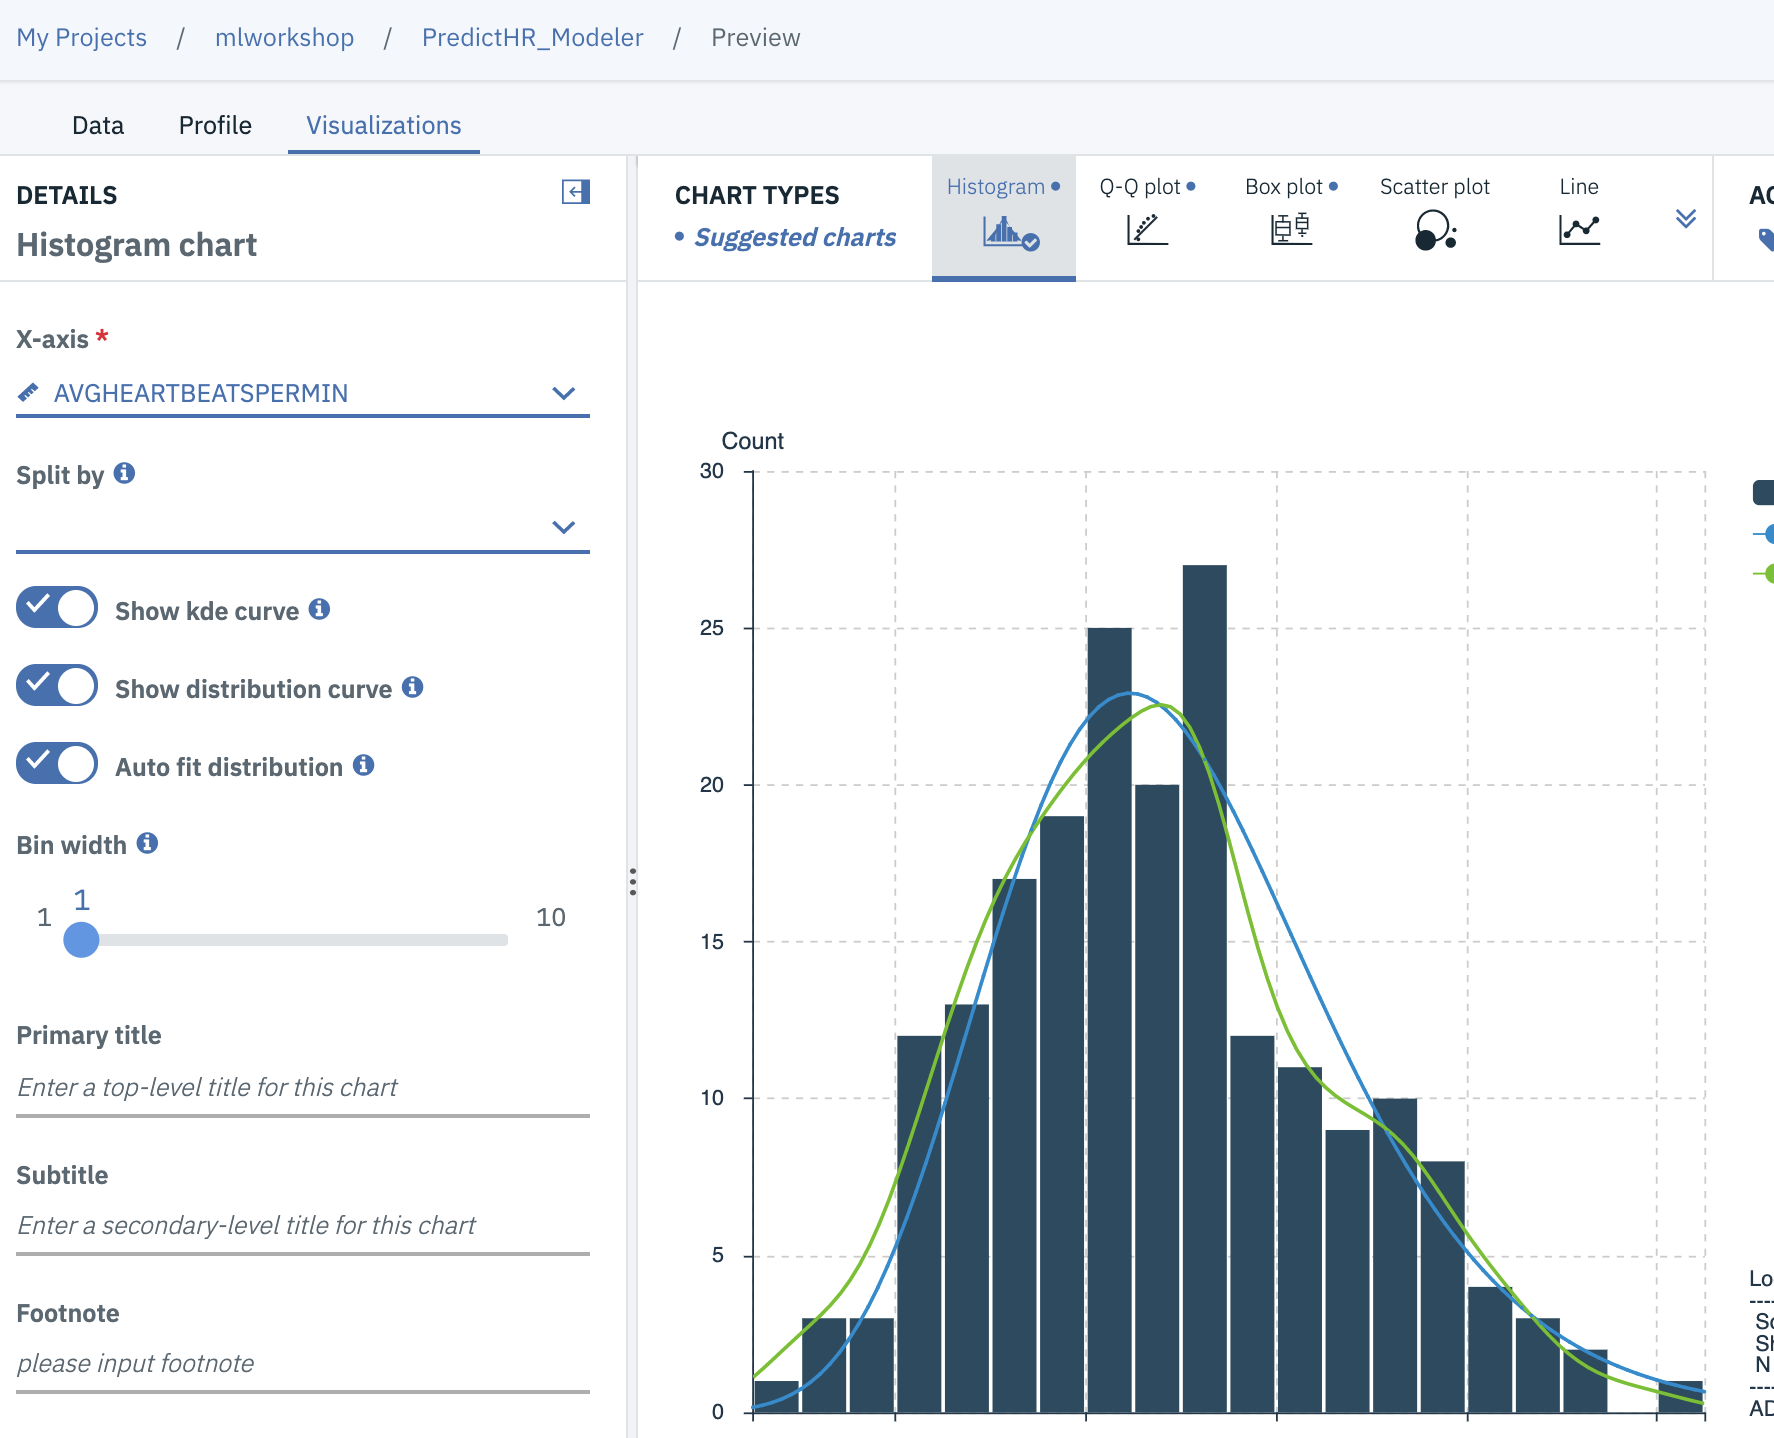 My Projects / mlworkshop / PredictHR_Modeler / Preview
Data Profile Visualizations
DETAILS
Histogram chart
X-axis *
AVGHEARTBEATSPERMIN
Split by
Show kde curve
Show distribution curve
Auto fit distribution
Bin width
1
1 10
Primary title
Enter a top-level title for this chart
Subtitle
Enter a secondary-level title for this chart
Footnote
please input footnote
CHART TYPES
• Suggested charts
Histogram • Q-Q plot • Box plot • Scatter plot Line
Count
30
25
20
15
10
5
0
AC
Lo
----
Sc
Sh
N
----
AD